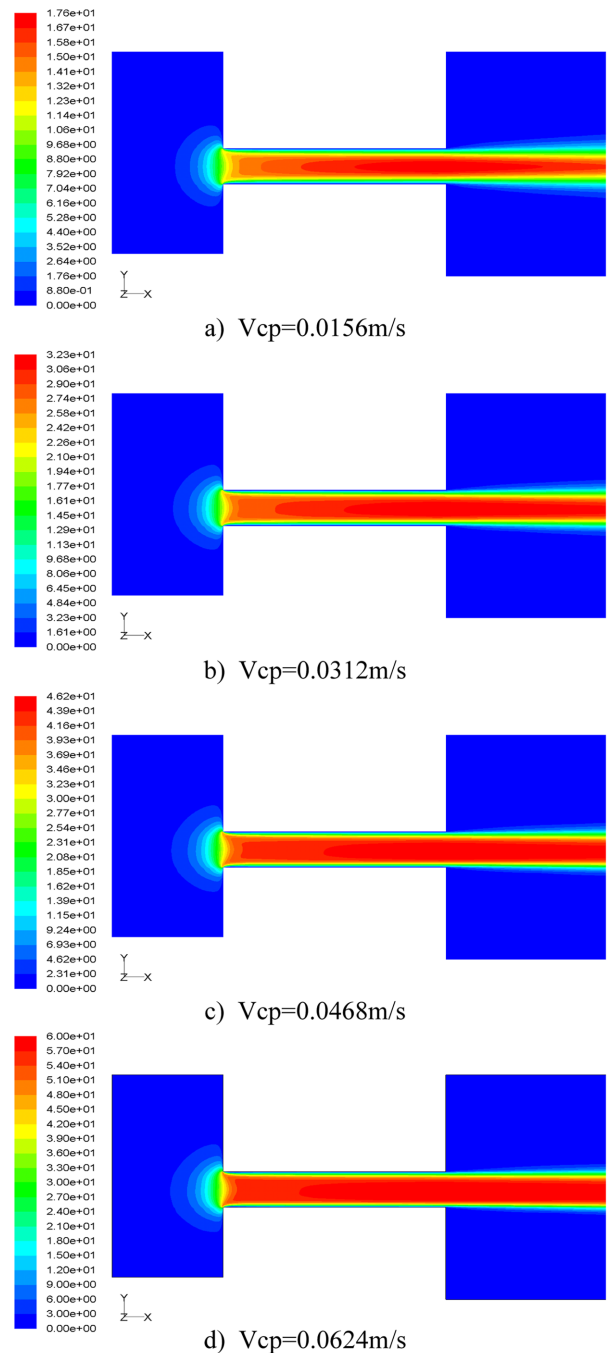 1.76e+01
1.67e+01
1.58e+01
1.50e+01
1.41e+01
1.32e+01
1.23e+01
1.14e+01
1.06e+01
9.68e+00
8.80e+00
7.92e+00
7.04e+00
6.16e+00
5.28e+00
4.40e+00
3.52e+00
2.64e+00
1.76e+00
8.80e-01
0.00e+00
Y
Z X
a) Vcp=0.0156m/s
3.23e+01
3.06e+01
2.90e+01
2.74e+01
2.58e+01
2.42e+01
2.26e+01
2.10e+01
1.94e+01
1.77e+01
1.61e+01
1.45e+01
1.29e+01
1.13e+01
9.68e+00
8.06e+00
6.45e+00
4.84e+00
3.23e+00
1.61e+00
0.00e+00
Y
Z X
b) Vcp=0.0312m/s
4.62e+01
4.39e+01
4.16e+01
3.93e+01
3.69e+01
3.46e+01
3.23e+01
3.00e+01
2.77e+01
2.54e+01
2.31e+01
2.08e+01
1.85e+01
1.62e+01
1.39e+01
1.15e+01
9.24e+00
6.93e+00
4.62e+00
2.31e+00
0.00e+00
Y
Z X
c) Vcp=0.0468m/s
6.00e+01
5.70e+01
5.40e+01
5.10e+01
4.80e+01
4.50e+01
4.20e+01
3.90e+01
3.60e+01
3.30e+01
3.00e+01
2.70e+01
2.40e+01
2.10e+01
1.80e+01
1.50e+01
1.20e+01
9.00e+00
6.00e+00
3.00e+00
0.00e+00
Y
Z X
d) Vcp=0.0624m/s